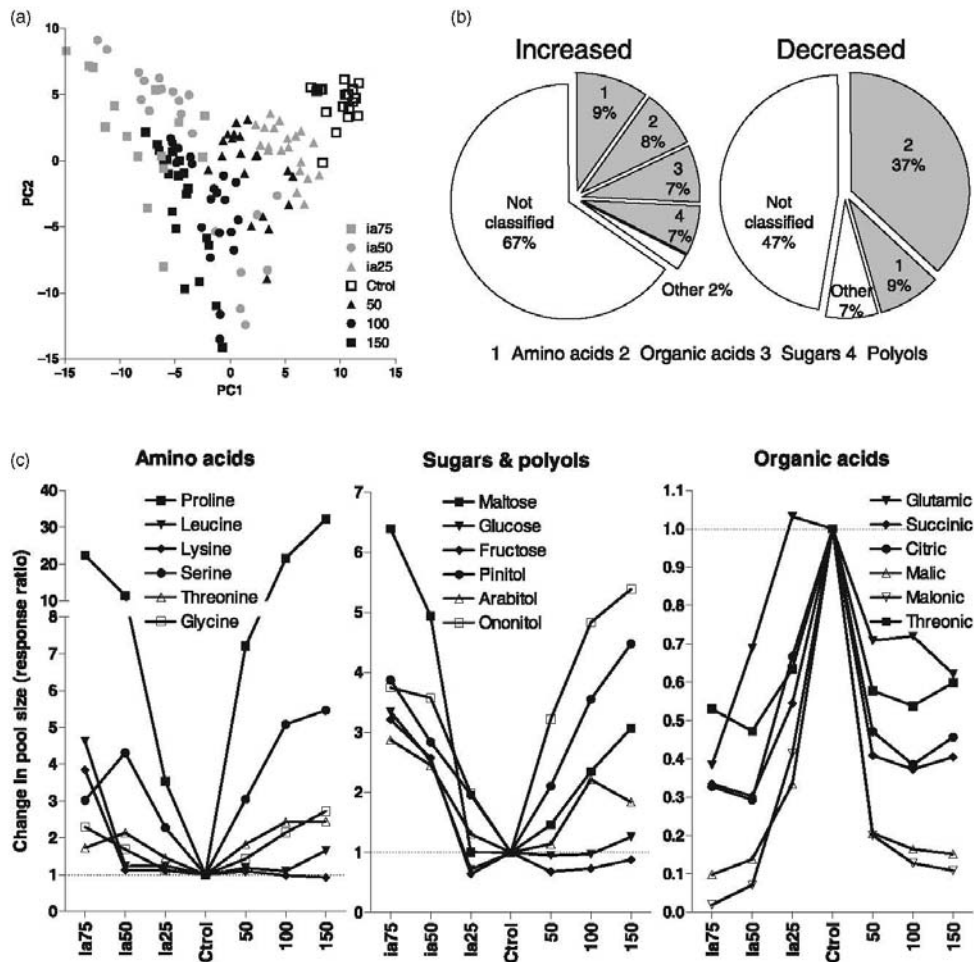 (a)
10
5
0
−5
−10
−15
PC2
−15
−10
−5
0
5
10
15
PC1
ia75
ia50
ia25
Ctrol
50
100
150
(b)
Increased
Decreased
1
9%
2
8%
3
7%
4
7%
Not
classified
67%
Other 2%
2
37%
1
9%
Other
7%
Not
classified
47%
1 Amino acids 2 Organic acids 3 Sugars 4 Polyols
(c)
Amino acids
Sugars & polyols
Organic acids
Change in pool size (response ratio)
40
30
20
10
8
7
6
5
4
3
2
1
0
Proline
Leucine
Lysine
Serine
Threonine
Glycine
Ia75
Ia50
Ia25
Ctrol
50
100
150
7
6
5
4
3
2
1
0
Maltose
Glucose
Fructose
Pinitol
Arabitol
Ononitol
ia75
ia50
ia25
Ctrol
50
100
150
1.1
1.0
0.9
0.8
0.7
0.6
0.5
0.4
0.3
0.2
0.1
0.0
Glutamic
Succinic
Citric
Malic
Malonic
Threonic
Ia75
Ia50
Ia25
Ctrol
50
100
150